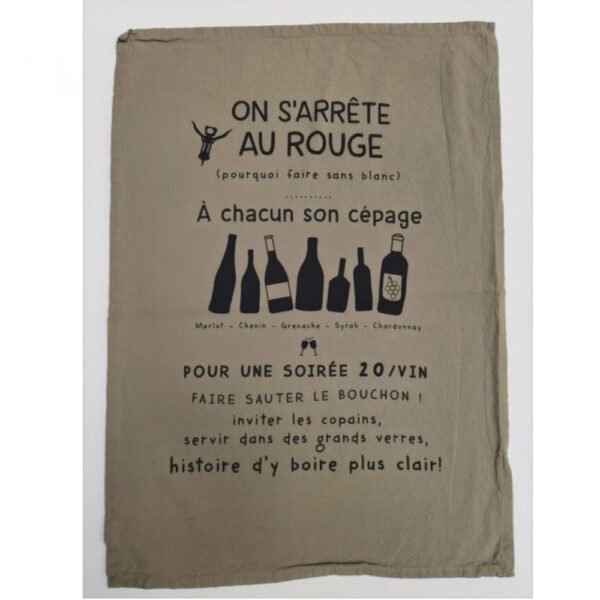 ON S'ARRÊTE
AU ROUGE
(pourquoi faire sans blanc)
..........
À chacun son cépage
Merlot - Chenin - Grenache - Syrah - Chardonnay
POUR UNE SOIRÉE 20/VIN
FAIRE SAUTER LE BOUCHON !
inviter les copains,
servir dans des grands verres,
histoire d'y boire plus clair!